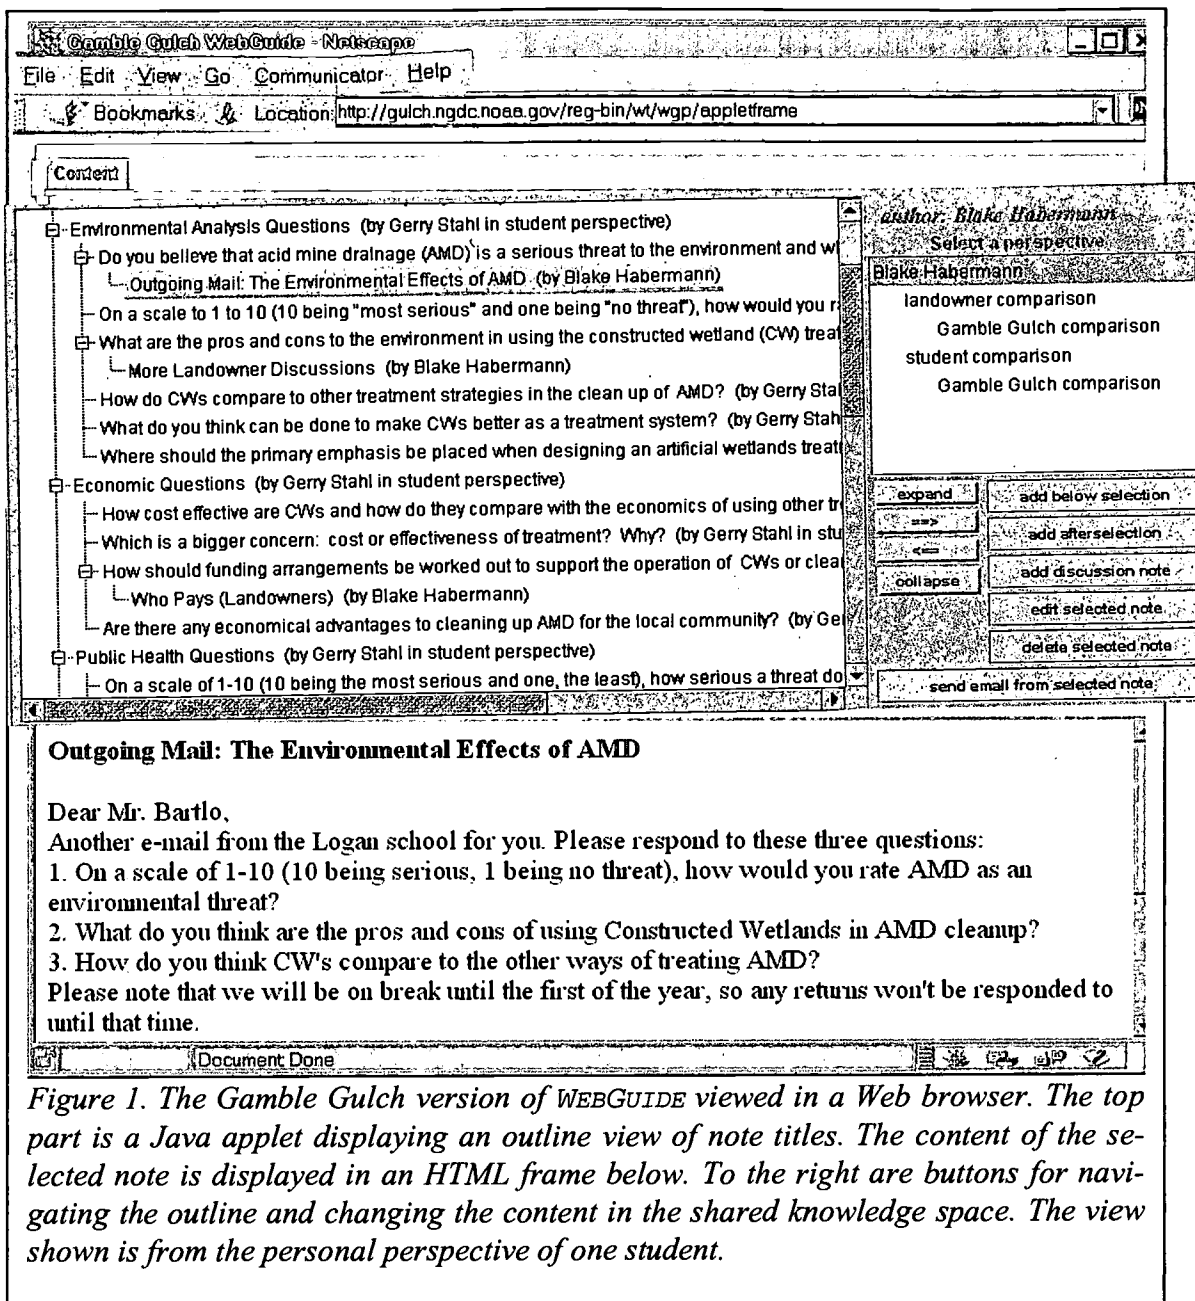 Gamble Gulch WebGuide - Netscape
File Edit View Go Communicator Help
Bookmarks Location: http://gulch.ngdc.noaa.gov/reg-bin/wt/wgp/appletframe
Content
Environmental Analysis Questions (by Gerry Stahl in student perspective)
Do you believe that acid mine drainage (AMD) is a serious threat to the environment and wi
Outgoing Mail: The Environmental Effects of AMD (by Blake Habermann)
On a scale to 1 to 10 (10 being "most serious" and one being "no threat"), how would you ra
What are the pros and cons to the environment in using the constructed wetland (CW) treat
More Landowner Discussions (by Blake Habermann)
How do CWs compare to other treatment strategies in the clean up of AMD? (by Gerry Stal
What do you think can be done to make CWs better as a treatment system? (by Gerry Stah
Where should the primary emphasis be placed when designing an artificial wetlands treat
Economic Questions (by Gerry Stahl in student perspective)
How cost effective are CWs and how do they compare with the economics of using other tr
Which is a bigger concern: cost or effectiveness of treatment? Why? (by Gerry Stahl in stu
How should funding arrangements be worked out to support the operation of CWs or clea
Who Pays (Landowners) (by Blake Habermann)
Are there any economical advantages to cleaning up AMD for the local community? (by Ge
Public Health Questions (by Gerry Stahl in student perspective)
On a scale of 1-10 (10 being the most serious and one, the least), how serious a threat do
author: Blake Habermann
Select a perspective
Blake Habermann
landowner comparison
Gamble Gulch comparison
student comparison
Gamble Gulch comparison
expand
==>
<==
collapse
add below selection
add after selection
add discussion note
edit selected note
delete selected note
send email from selected note
Outgoing Mail: The Environmental Effects of AMD
Dear Mr. Bartlo,
Another e-mail from the Logan school for you. Please respond to these three questions:
1. On a scale of 1-10 (10 being serious, 1 being no threat), how would you rate AMD as an
environmental threat?
2. What do you think are the pros and cons of using Constructed Wetlands in AMD cleanup?
3. How do you think CW's compare to the other ways of treating AMD?
Please note that we will be on break until the first of the year, so any returns won't be responded to
until that time.
Document: Done
Figure 1. The Gamble Gulch version of WEBGUIDE viewed in a Web browser. The top
part is a Java applet displaying an outline view of note titles. The content of the se-
lected note is displayed in an HTML frame below. To the right are buttons for navi-
gating the outline and changing the content in the shared knowledge space. The view
shown is from the personal perspective of one student.